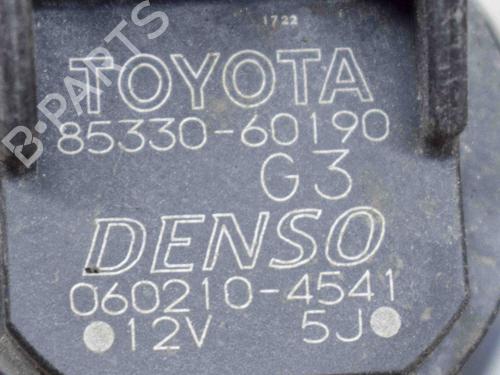 1722
TOYOTA
85330-60190
G3
DENSO
060210-4541
12V 5J
B-PARTS